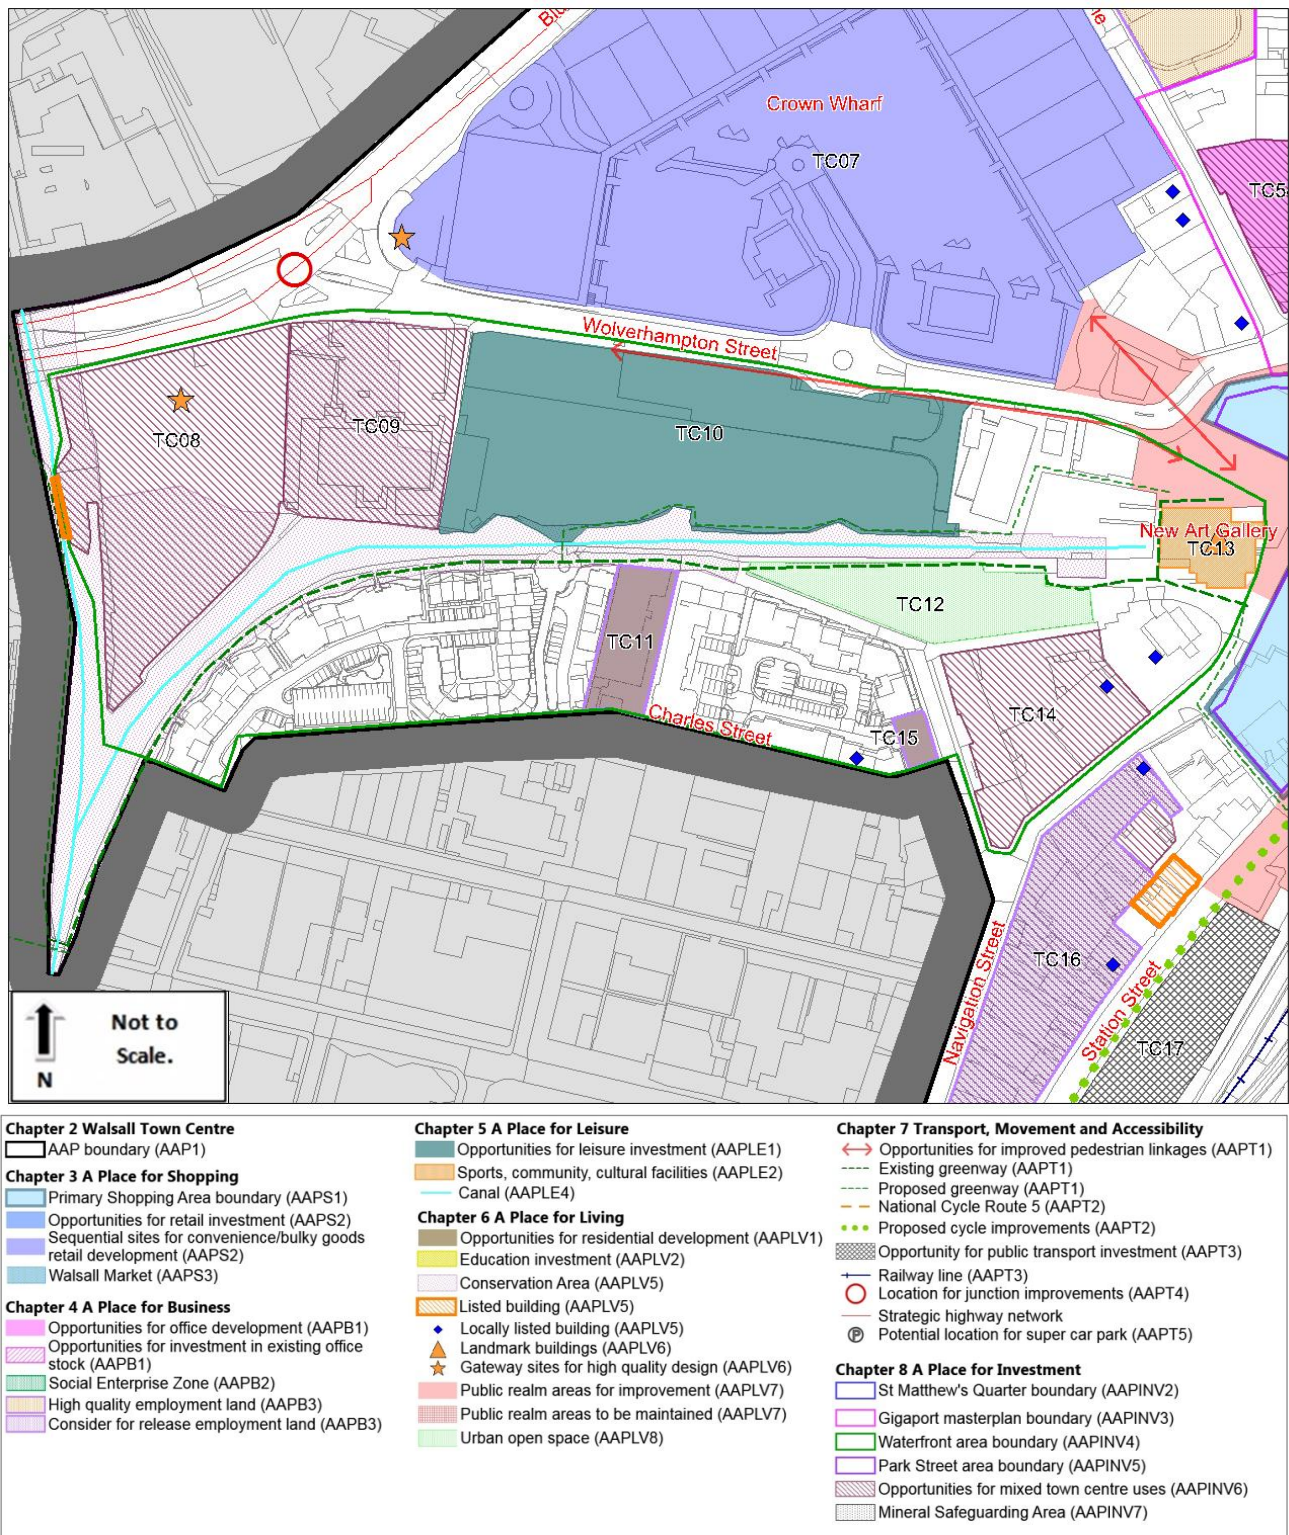 Crown Wharf
TC07
TC5
Wolverhampton Street
TC08
TC09
TC10
New Art Gallery
TC13
TC12
TC11
TC14
Charles Street
TC15
TC16
Navigation Street
Station Street
TC17
Not to
Scale.
N
Chapter 2 Walsall Town Centre
AAP boundary (AAP1)
Chapter 3 A Place for Shopping
Primary Shopping Area boundary (AAPS1)
Opportunities for retail investment (AAPS2)
Sequential sites for convenience/bulky goods
retail development (AAPS2)
Walsall Market (AAPS3)
Chapter 4 A Place for Business
Opportunities for office development (AAPB1)
Opportunities for investment in existing office
stock (AAPB1)
Social Enterprise Zone (AAPB2)
High quality employment land (AAPB3)
Consider for release employment land (AAPB3)
Chapter 5 A Place for Leisure
Opportunities for leisure investment (AAPLE1)
Sports, community, cultural facilities (AAPLE2)
Canal (AAPLE4)
Chapter 6 A Place for Living
Opportunities for residential development (AAPLV1)
Education investment (AAPLV2)
Conservation Area (AAPLV5)
Listed building (AAPLV5)
Locally listed building (AAPLV5)
Landmark buildings (AAPLV6)
Gateway sites for high quality design (AAPLV6)
Public realm areas for improvement (AAPLV7)
Public realm areas to be maintained (AAPLV7)
Urban open space (AAPLV8)
Chapter 7 Transport, Movement and Accessibility
Opportunities for improved pedestrian linkages (AAPT1)
Existing greenway (AAPT1)
Proposed greenway (AAPT1)
National Cycle Route 5 (AAPT2)
Proposed cycle improvements (AAPT2)
Opportunity for public transport investment (AAPT3)
Railway line (AAPT3)
Location for junction improvements (AAPT4)
Strategic highway network
P Potential location for super car park (AAPT5)
Chapter 8 A Place for Investment
St Matthew's Quarter boundary (AAPINV2)
Gigaport masterplan boundary (AAPINV3)
Waterfront area boundary (AAPINV4)
Park Street area boundary (AAPINV5)
Opportunities for mixed town centre uses (AAPINV6)
Mineral Safeguarding Area (AAPINV7)